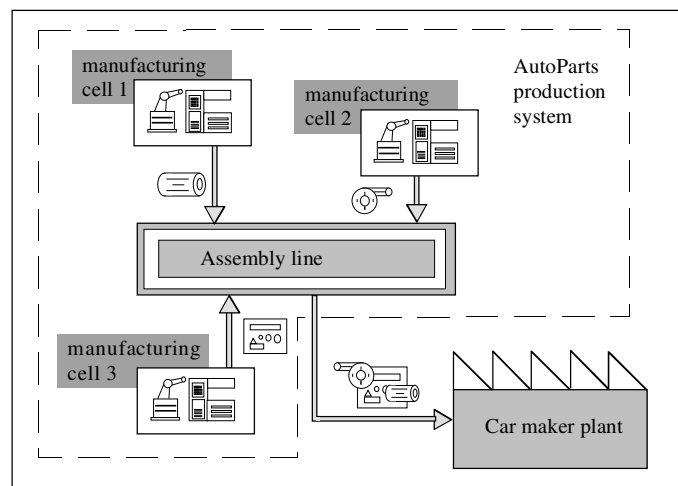 manufacturing
cell 1
manufacturing
cell 2
AutoParts
production
system
Assembly line
manufacturing
cell 3
Car maker plant